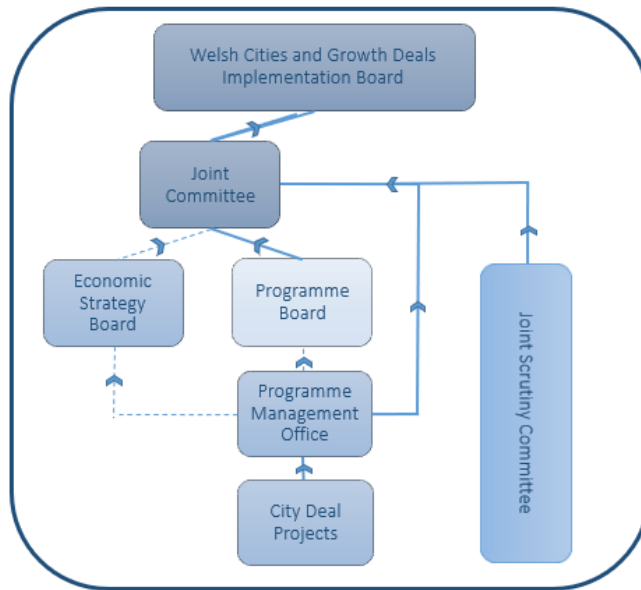 Welsh Cities and Growth Deals
Implementation Board
Joint
Committee
Economic
Strategy
Board
Programme
Board
Joint Scrutiny Committee
Programme
Management
Office
City Deal
Projects